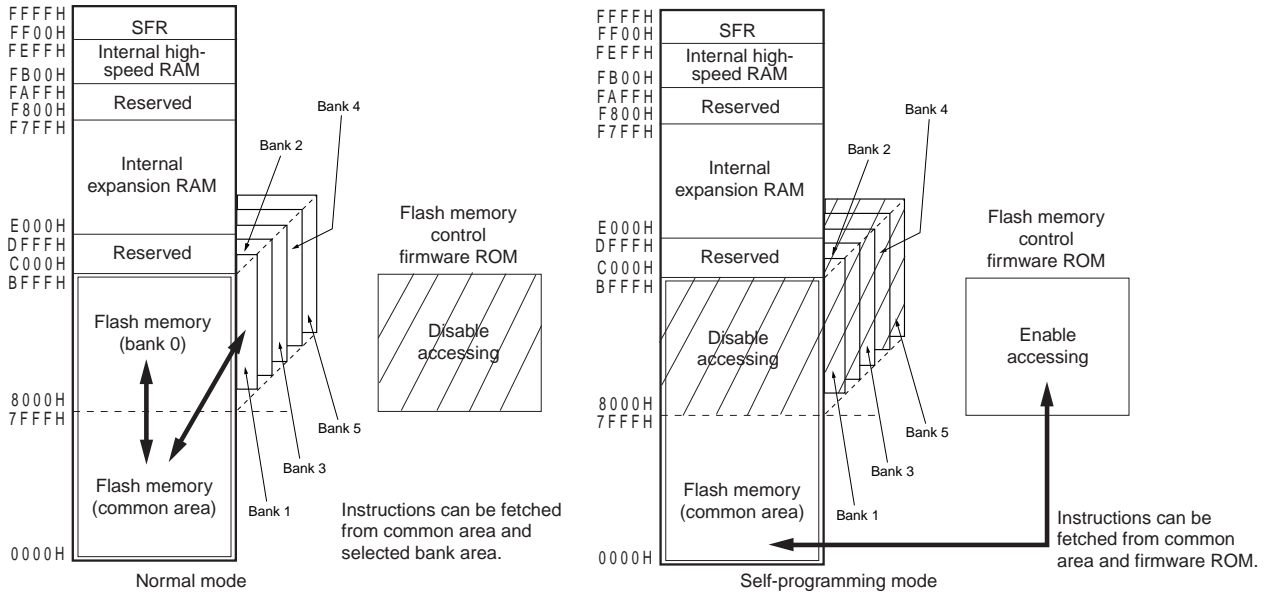 FFFFH
FF00H
FEFFH
FB00H
FAFFH
F800H
F7FFH
E000H
DFFFH
C000H
BFFFH
8000H
7FFFH
0000H
SFR
Internal high-
speed RAM
Reserved
Internal
expansion RAM
Reserved
Flash memory
(bank 0)
Flash memory
(common area)
Bank 4
Bank 2
Bank 5
Bank 3
Bank 1
Flash memory
control
firmware ROM
Disable
accessing
Instructions can be fetched
from common area and
selected bank area.
Normal mode
FFFFH
FF00H
FEFFH
FB00H
FAFFH
F800H
F7FFH
E000H
DFFFH
C000H
BFFFH
8000H
7FFFH
0000H
SFR
Internal high-
speed RAM
Reserved
Internal
expansion RAM
Reserved
Disable
accessing
Flash memory
(common area)
Bank 4
Bank 2
Bank 5
Bank 3
Bank 1
Flash memory
control
firmware ROM
Enable
accessing
Instructions can be
fetched from common
area and firmware ROM.
Self-programming mode